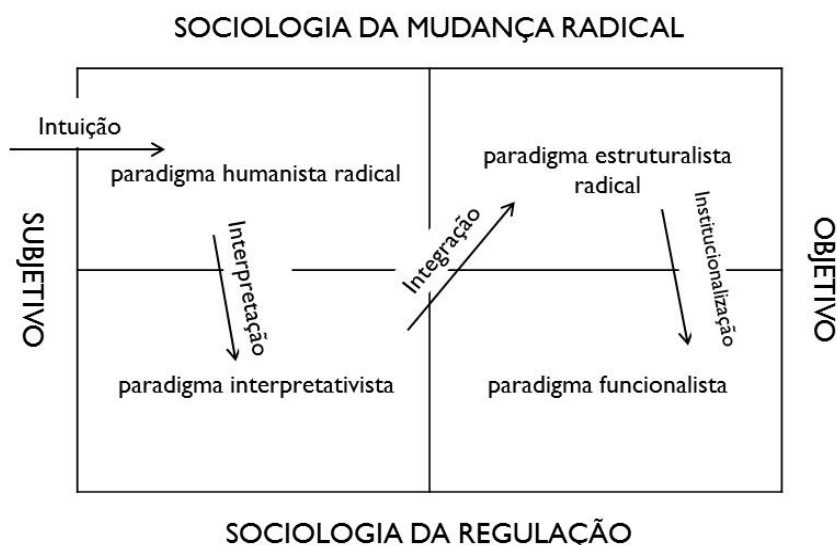 SOCIOLOGIA DA MUDANÇA RADICAL
Intuição
paradigma humanista radical
paradigma estruturalista
radical
SUBJETIVO
Interpretação
Integração
Institucionalização
OBJETIVO
paradigma interpretativista
paradigma funcionalista
SOCIOLOGIA DA REGULAÇÃO